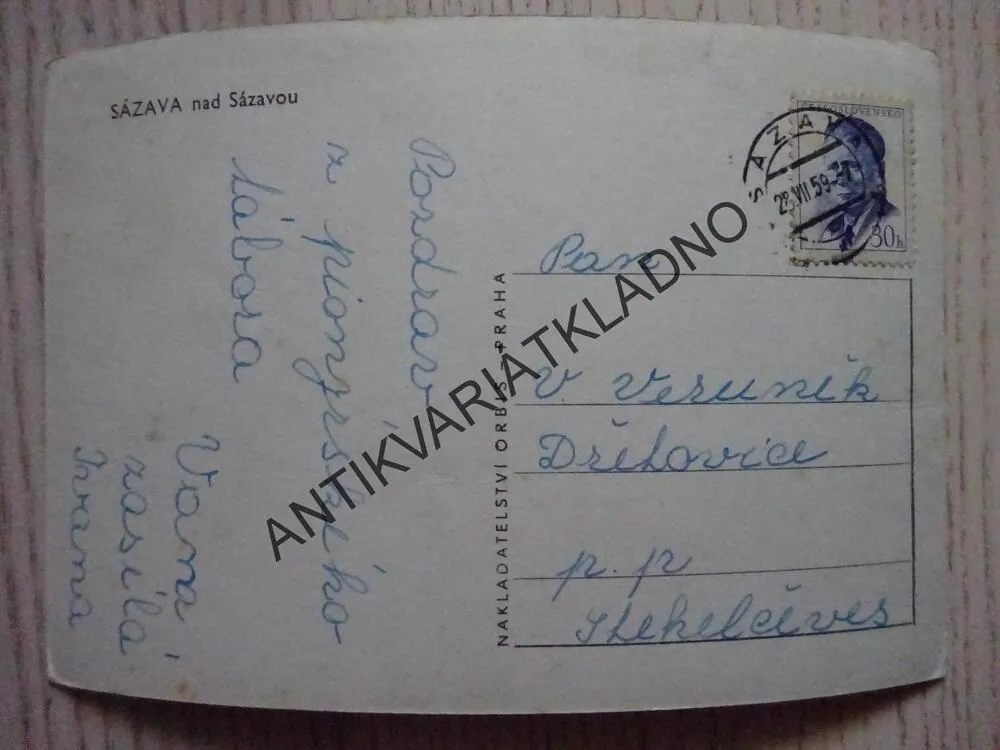 SÁZAVA nad Sázavou
Pozdrav
z pionýrského
tábora
Vám
zasílá
Ivana
NAKLADATELSTVÍ ORBIS - PRAHA
ČESKOSLOVENSKO
30h
SÁZAVA
28.VII.59
Pan
V. Verunik
Dřetovice
p. p
Stehelčeves
ANTIKVARIATKLADNO